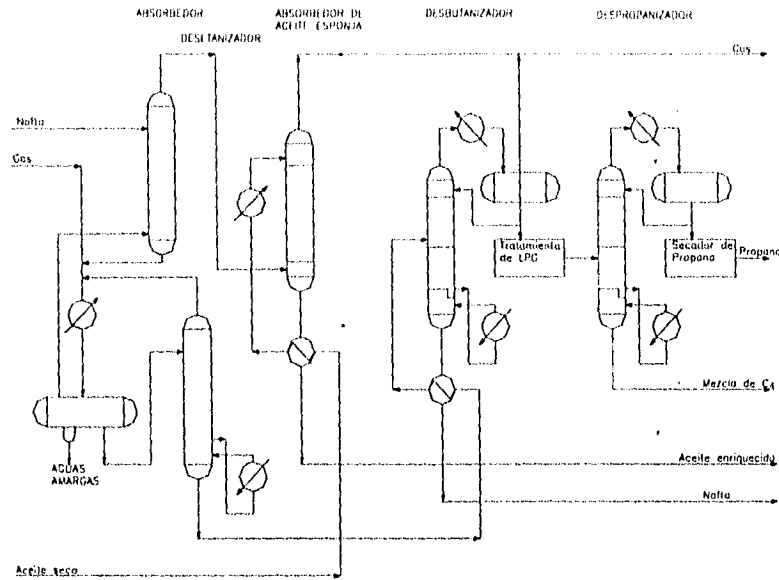 ABSORBEDOR
DESETANIZADOR
ABSORBEDOR DE
ACEITE ESPONJA
DESBUTANIZADOR
DESPROPANIZADOR
Gas
Nafta
Gas
Tratamiento
de LPG
Secador de
Propano
Propano
Mezcla de C4
AGUAS
AMARGAS
Aceite enriquecido
Nafta
Aceite seco